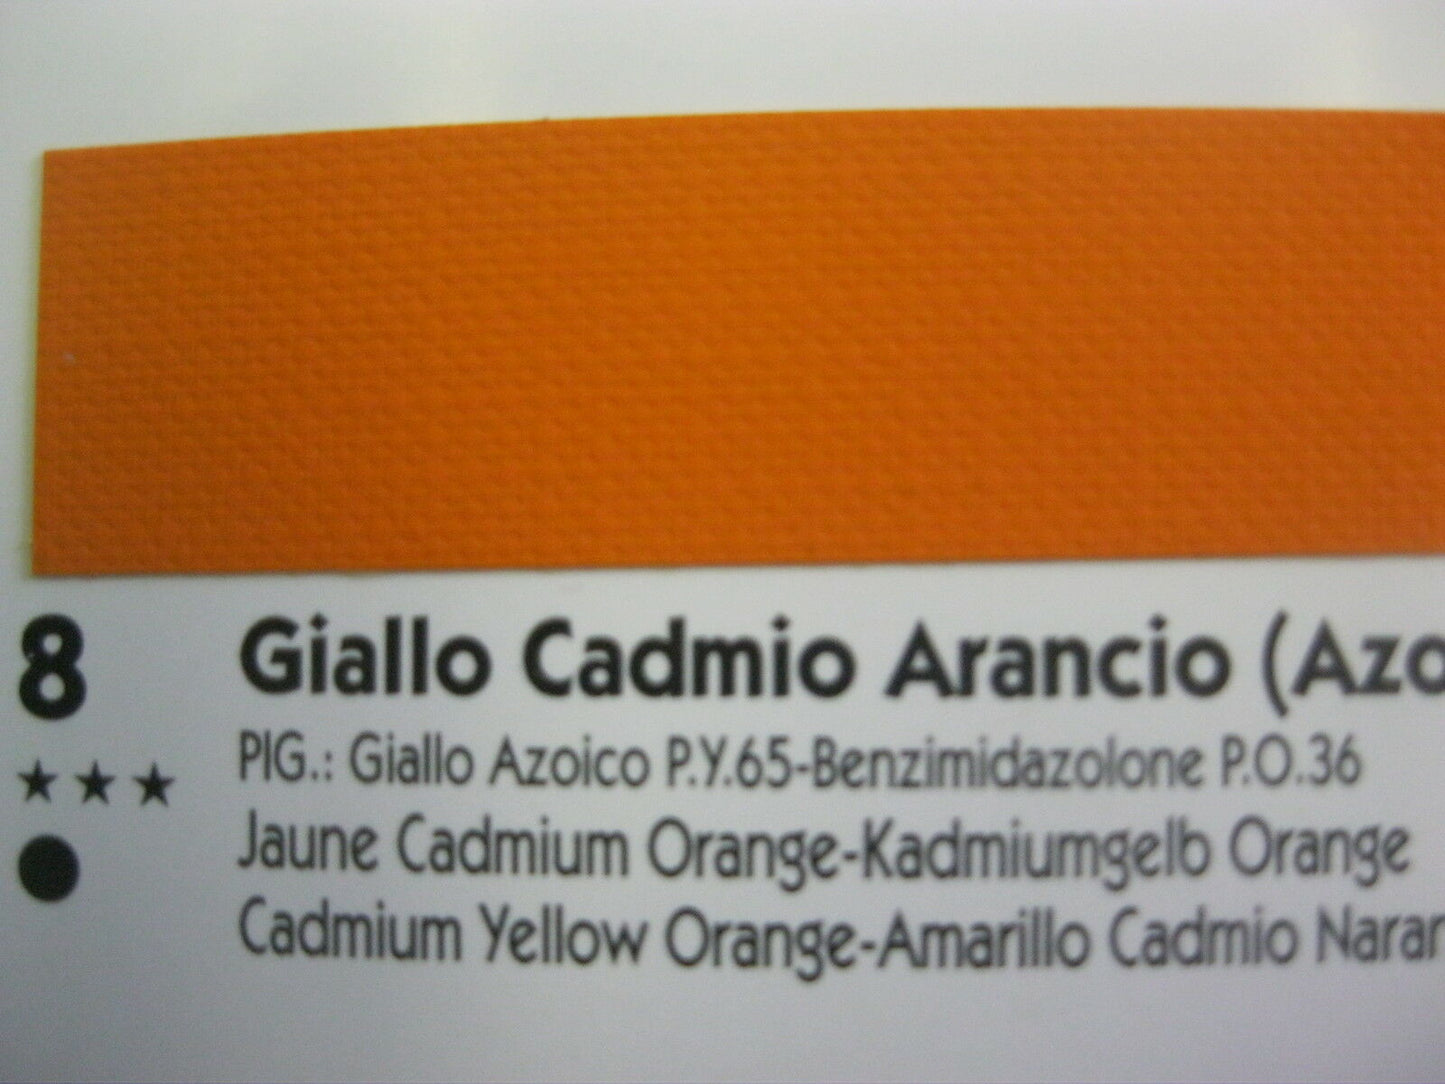 8 Giallo Cadmio Arancio (Azo
★★★ PIG.: Giallo Azoico P.Y.65-Benzimidazolone P.O.36
Jaune Cadmium Orange-Kadmiumgelb Orange
Cadmium Yellow Orange-Amarillo Cadmio Naran